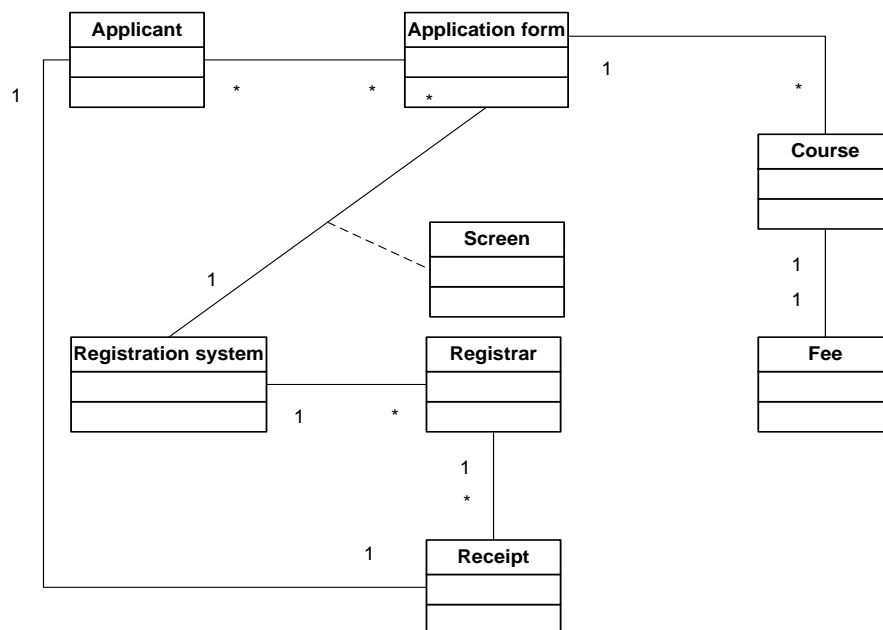 Applicant
Application form
1
1
*
*
*
*
Course
Screen
1
1
1
Registration system
Registrar
Fee
1
*
1
*
1
Receipt